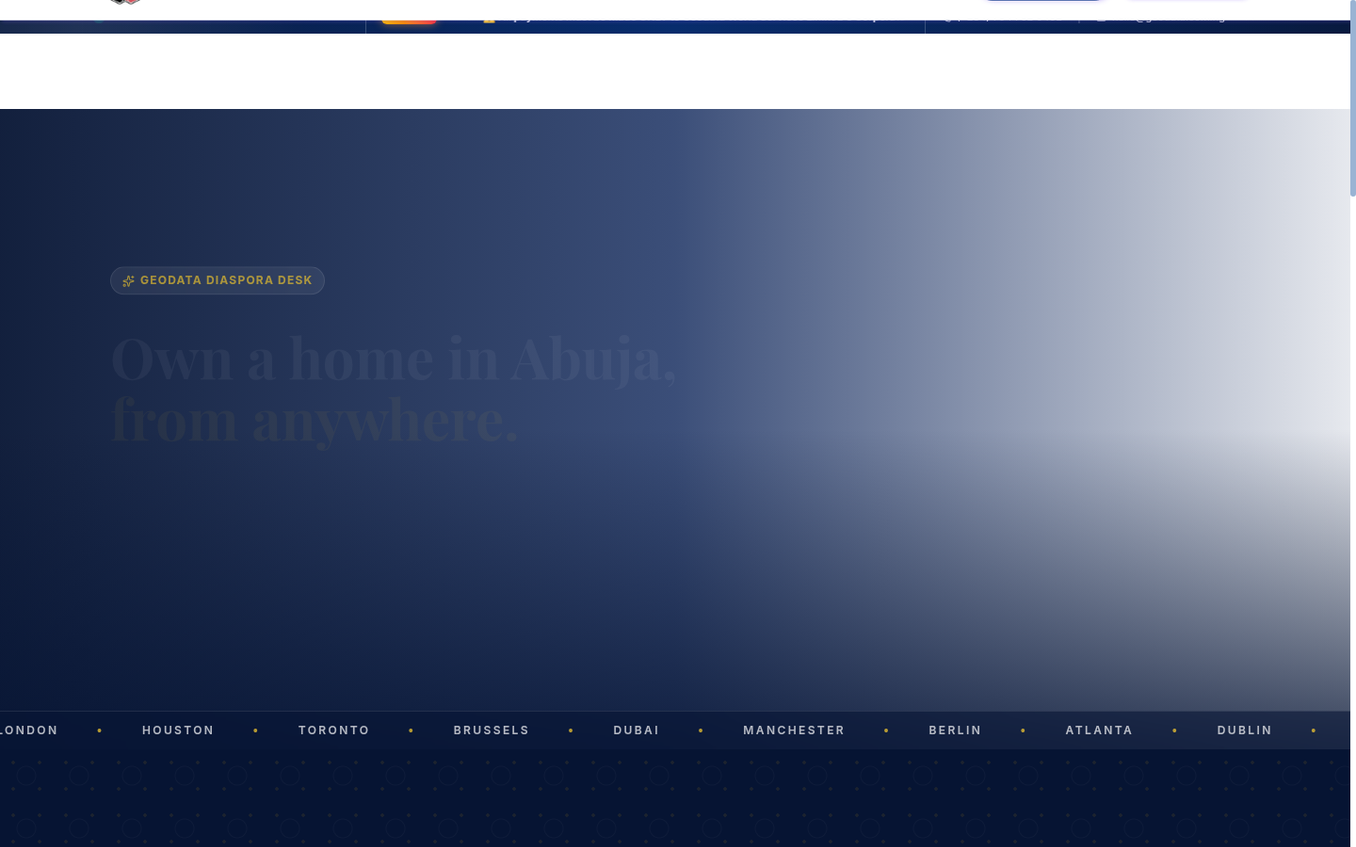 GEODATA DIASPORA DESK
Own a home in Abuja,
from anywhere.
LONDON • HOUSTON • TORONTO • BRUSSELS • DUBAI • MANCHESTER • BERLIN • ATLANTA • DUBLIN •